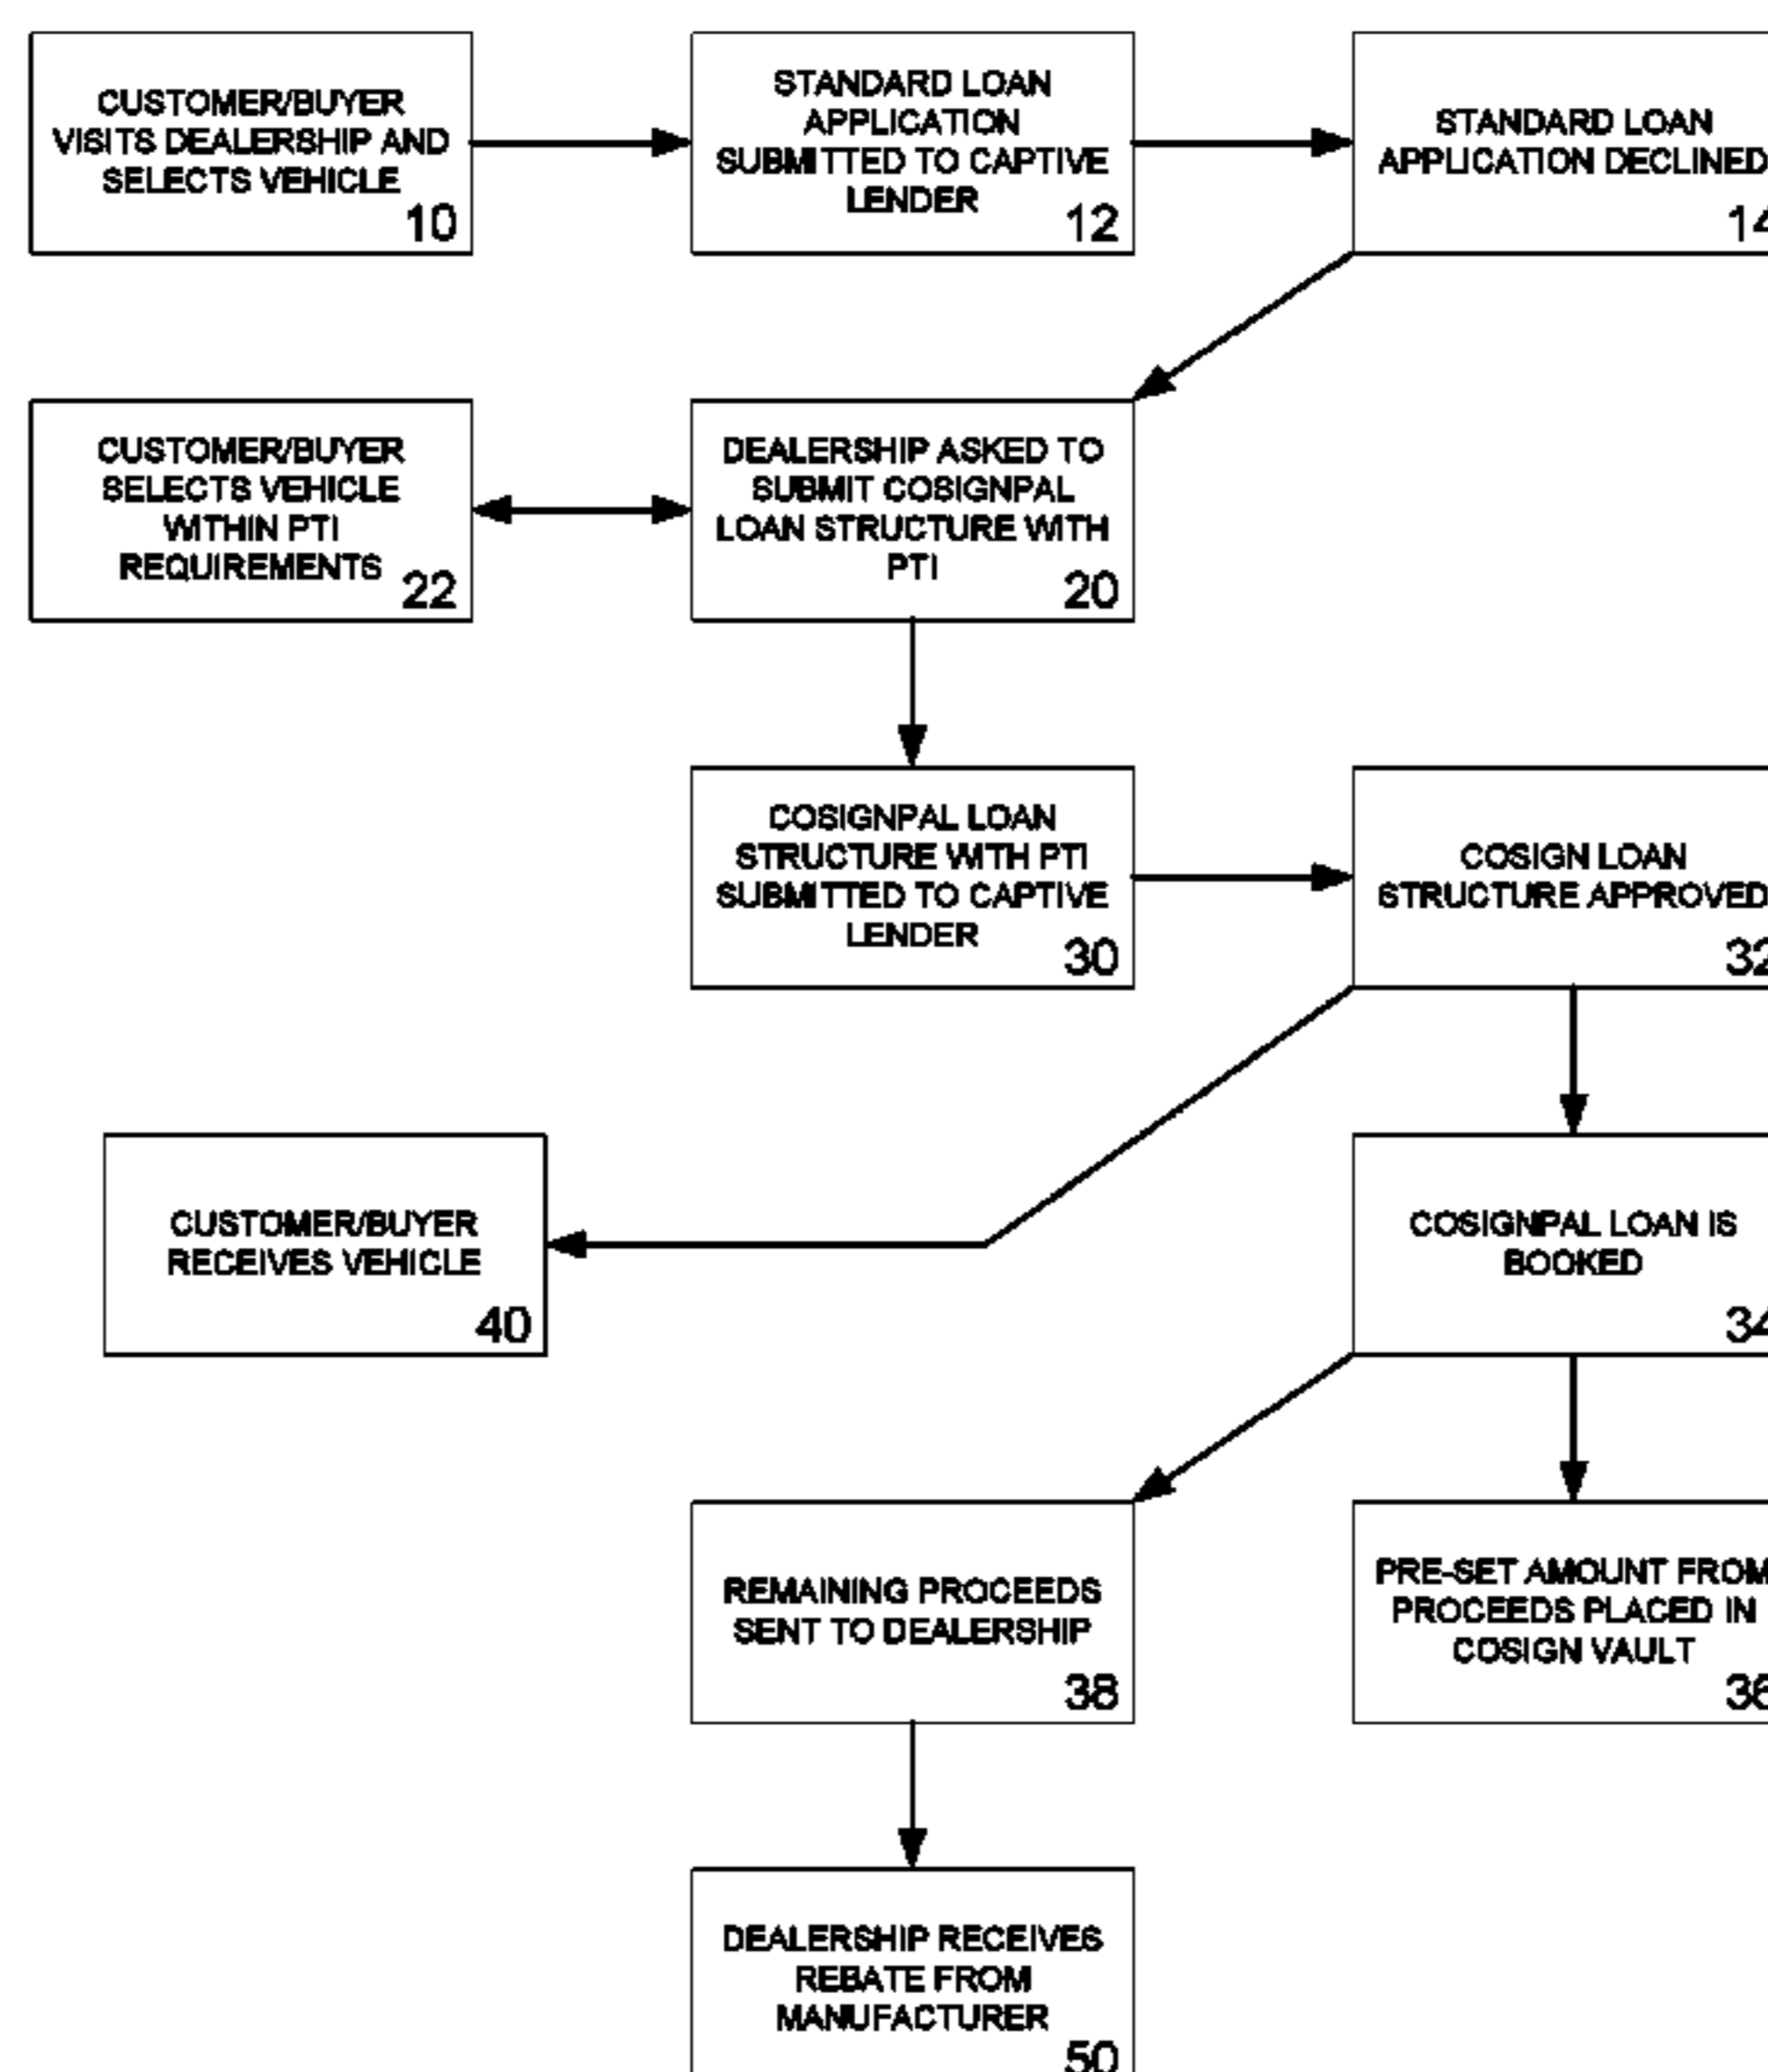 CUSTOMER/BUYER
VISITS DEALERSHIP AND
SELECTS VEHICLE
10
STANDARD LOAN
APPLICATION
SUBMITTED TO CAPTIVE
LENDER
12
STANDARD LOAN
APPLICATION DECLINED
14
CUSTOMER/BUYER
SELECTS VEHICLE
WITHIN PTI
REQUIREMENTS
22
DEALERSHIP ASKED TO
SUBMIT COSIGNPAL
LOAN STRUCTURE WITH
PTI
20
COSIGNPAL LOAN
STRUCTURE WITH PTI
SUBMITTED TO CAPTIVE
LENDER
30
COSIGN LOAN
STRUCTURE APPROVED
32
CUSTOMER/BUYER
RECEIVES VEHICLE
40
COSIGNPAL LOAN IS
BOOKED
34
REMAINING PROCEEDS
SENT TO DEALERSHIP
38
PRE-SET AMOUNT FROM
PROCEEDS PLACED IN
COSIGN VAULT
36
DEALERSHIP RECEIVES
REBATE FROM
MANUFACTURER
50